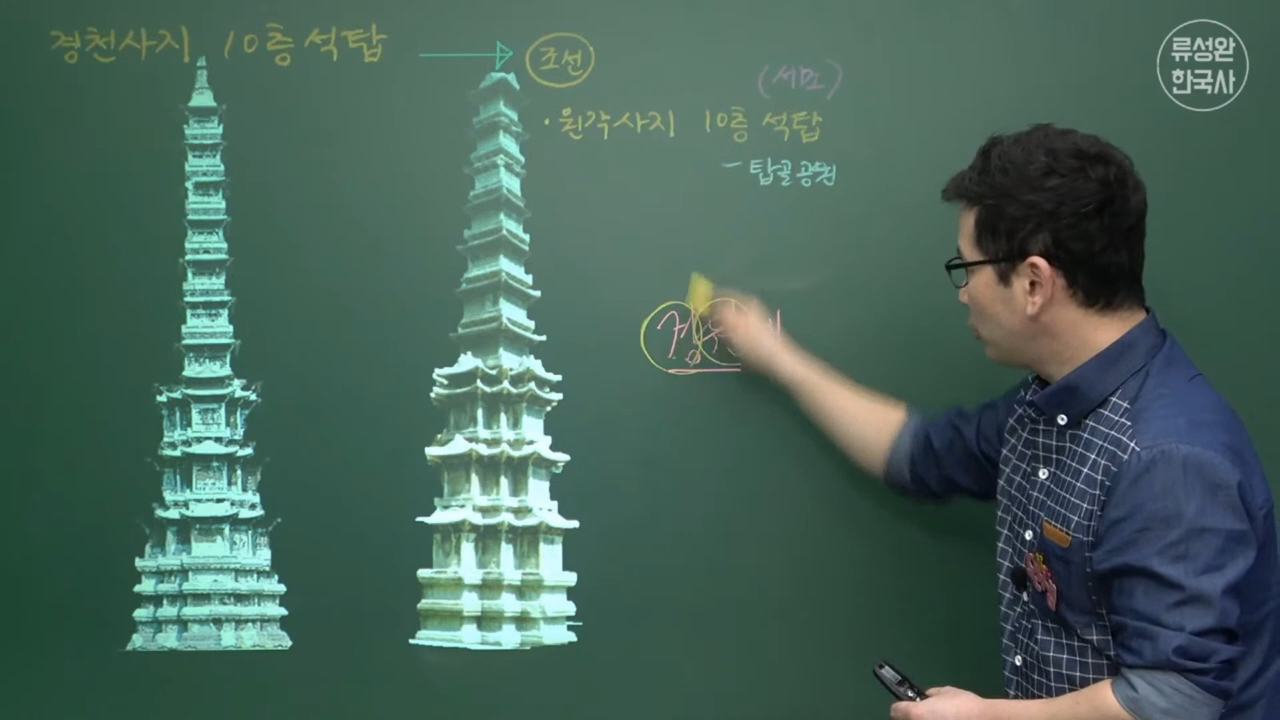 경천사지 10층 석탑
조선
(세조)
· 원각사지 10층 석탑
- 탑골공원
류성완
한국사